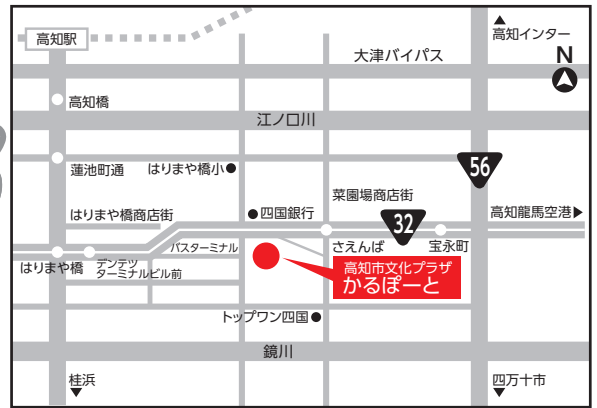 高知駅
高知インター
大津バイパス
N
高知橋
江ノ口川
蓮池町通
はりまや橋小
56
菜園場商店街
はりまや橋商店街
四国銀行
32
高知龍馬空港
バスターミナル
さえんば
宝永町
はりまや橋
デンテツ
ターミナルビル前
高知市文化プラザ
かるぽーと
トップワン四国
鏡川
桂浜
四万十市